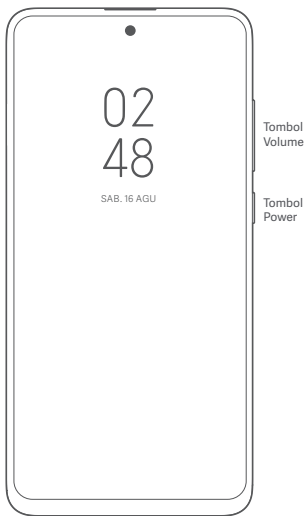 02
48
SAB. 16 AGU
Tombol
Volume
Tombol
Power